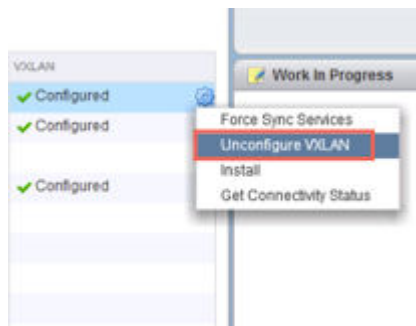 VXLAN
Configured
Configured
Configured
Work In Progress
Force Sync Services
Unconfigure VXLAN
Install
Get Connectivity Status